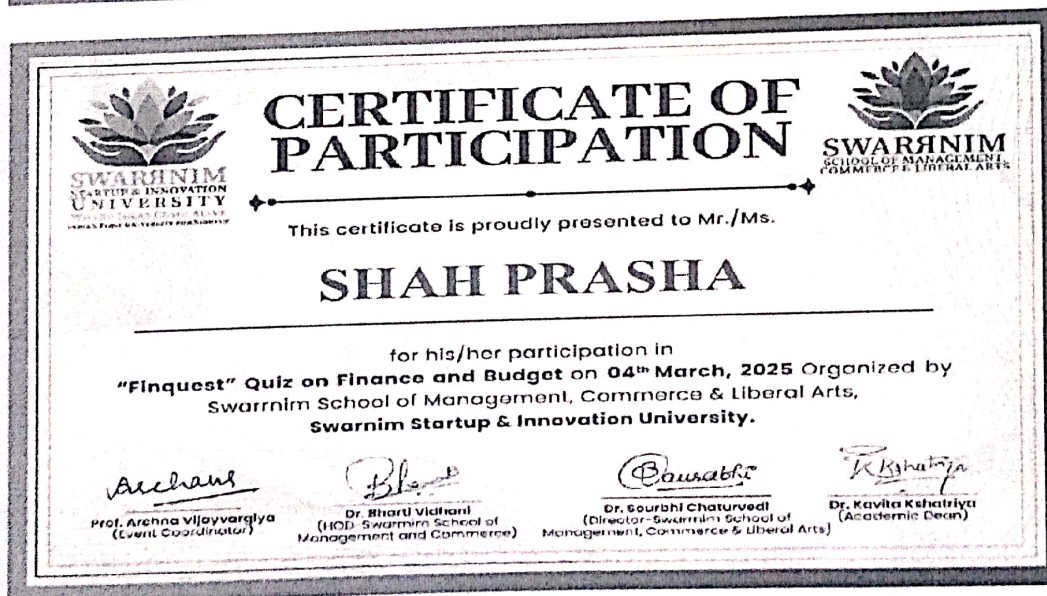 CERTIFICATE OF
PARTICIPATION
SWARRNIM
STARTUP & INNOVATION
UNIVERSITY
SWARRNIM
SCHOOL OF MANAGEMENT,
COMMERCE & LIBERAL ARTS
This certificate is proudly presented to Mr./Ms.
SHAH PRASHA
for his/her participation in
"Finquest" Quiz on Finance and Budget on 04th March, 2025 Organized by
Swarrnim School of Management, Commerce & Liberal Arts,
Swarnim Startup & Innovation University.
Prof. Archna Vijayvargiya
(Event Coordinator)
Dr. Bharti Vidhani
(HOD-Swarrnim School of
Management and Commerce)
Dr. Sourbhi Chaturvedi
(Director-Swarrnim School of
Management, Commerce & Liberal Arts)
Dr. Kavita Kshatriya
(Academic Dean)